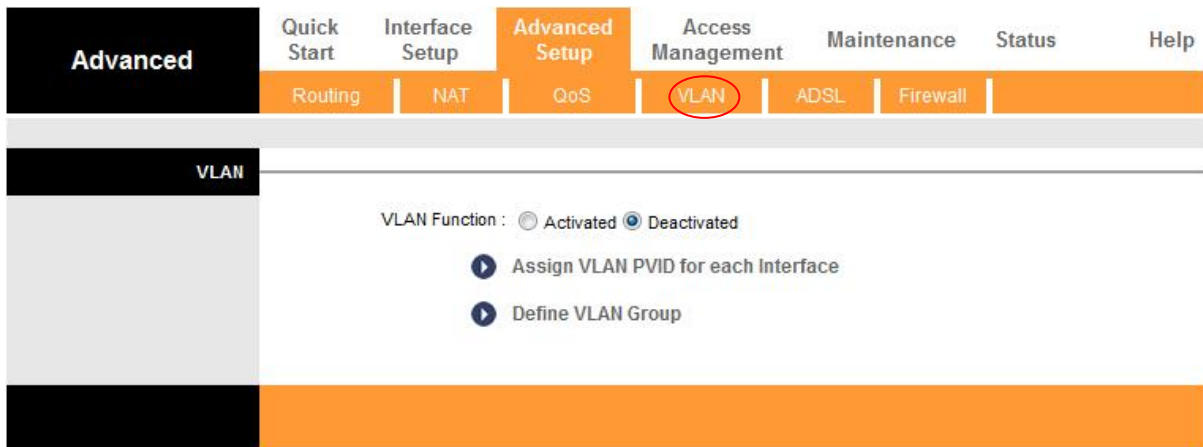 Advanced
Quick Start
Interface Setup
Advanced Setup
Access Management
Maintenance
Status
Help
Routing
NAT
QoS
VLAN
ADSL
Firewall
VLAN
VLAN Function : Activated Deactivated
Assign VLAN PVID for each Interface
Define VLAN Group